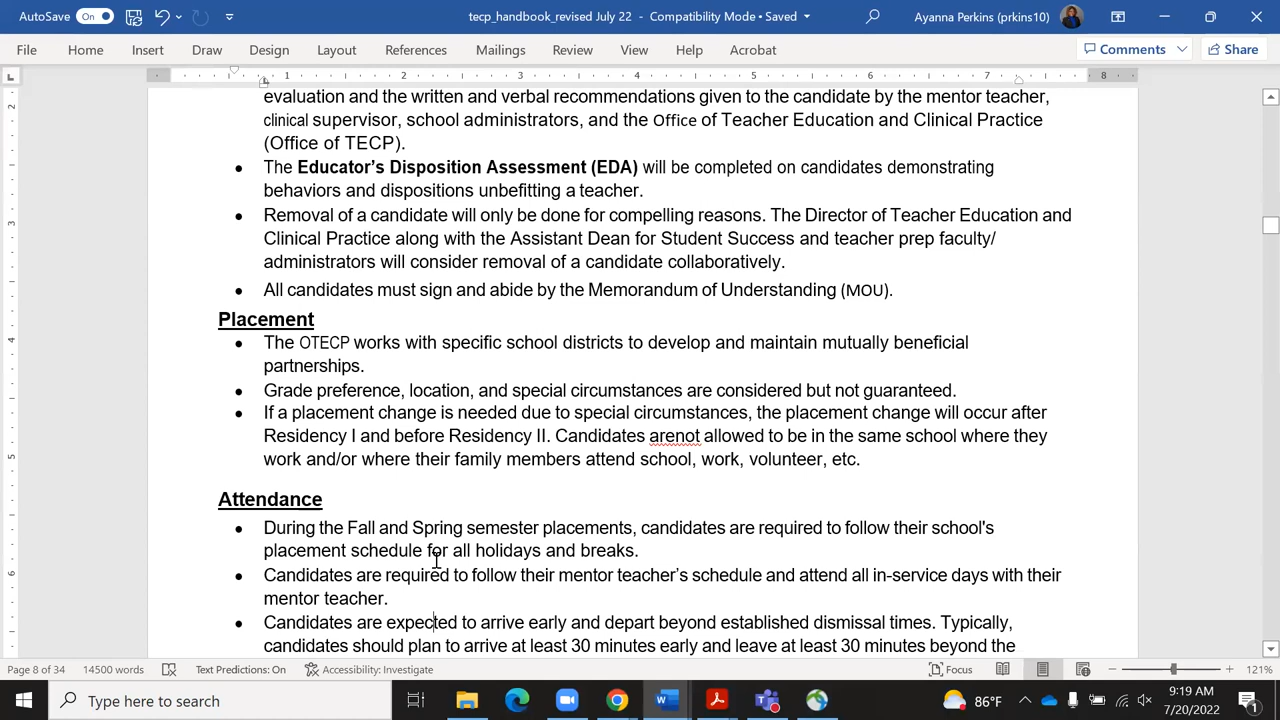 AutoSave On tecp_handbook_revised July 22 - Compatibility Mode • Saved Ayanna Perkins (prkins10)
File Home Insert Draw Design Layout References Mailings Review View Help Acrobat Comments Share
1 2 3 4 5 6 7 8
2
3
4
5
6
evaluation and the written and verbal recommendations given to the candidate by the mentor teacher,
clinical supervisor, school administrators, and the Office of Teacher Education and Clinical Practice
(Office of TECP).
• The Educator's Disposition Assessment (EDA) will be completed on candidates demonstrating
behaviors and dispositions unbefitting a teacher.
• Removal of a candidate will only be done for compelling reasons. The Director of Teacher Education and
Clinical Practice along with the Assistant Dean for Student Success and teacher prep faculty/
administrators will consider removal of a candidate collaboratively.
• All candidates must sign and abide by the Memorandum of Understanding (MOU).
Placement
• The OTECP works with specific school districts to develop and maintain mutually beneficial
partnerships.
• Grade preference, location, and special circumstances are considered but not guaranteed.
• If a placement change is needed due to special circumstances, the placement change will occur after
Residency I and before Residency II. Candidates arenot allowed to be in the same school where they
work and/or where their family members attend school, work, volunteer, etc.
Attendance
• During the Fall and Spring semester placements, candidates are required to follow their school's
placement schedule for all holidays and breaks.
• Candidates are required to follow their mentor teacher's schedule and attend all in-service days with their
mentor teacher.
• Candidates are expected to arrive early and depart beyond established dismissal times. Typically,
candidates should plan to arrive at least 30 minutes early and leave at least 30 minutes beyond the
Page 8 of 34 14500 words Text Predictions: On Accessibility: Investigate Focus 121%
Type here to search 86°F 9:19 AM
7/20/2022 1